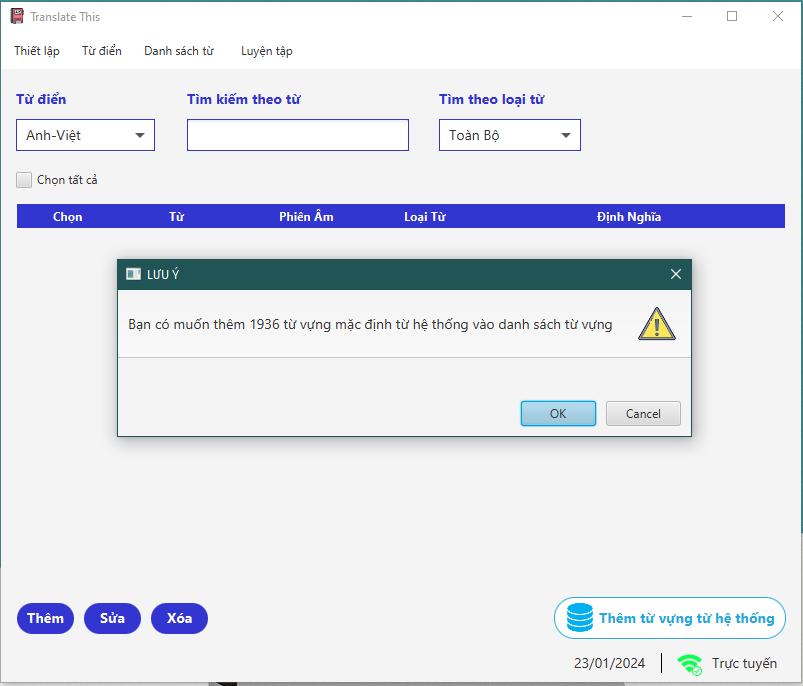 Translate This
Thiết lập Từ điển Danh sách từ Luyện tập
Từ điển Tìm kiếm theo từ Tìm theo loại từ
Anh-Việt Toàn Bộ
Chọn tất cả
Chọn Từ Phiên Âm Loại Từ Định Nghĩa
LƯU Ý
Bạn có muốn thêm 1936 từ vựng mặc định từ hệ thống vào danh sách từ vựng
OK Cancel
Thêm Sửa Xóa Thêm từ vựng từ hệ thống
23/01/2024 Trực tuyến